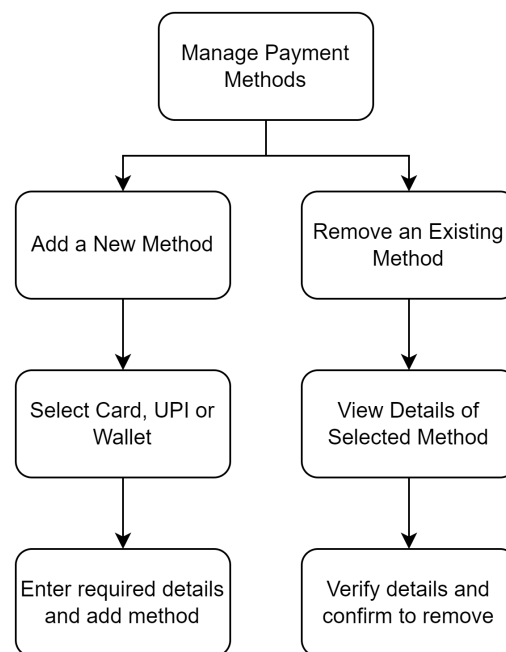 Manage Payment
Methods
Add a New Method
Remove an Existing
Method
Select Card, UPI or
Wallet
View Details of
Selected Method
Enter required details
and add method
Verify details and
confirm to remove